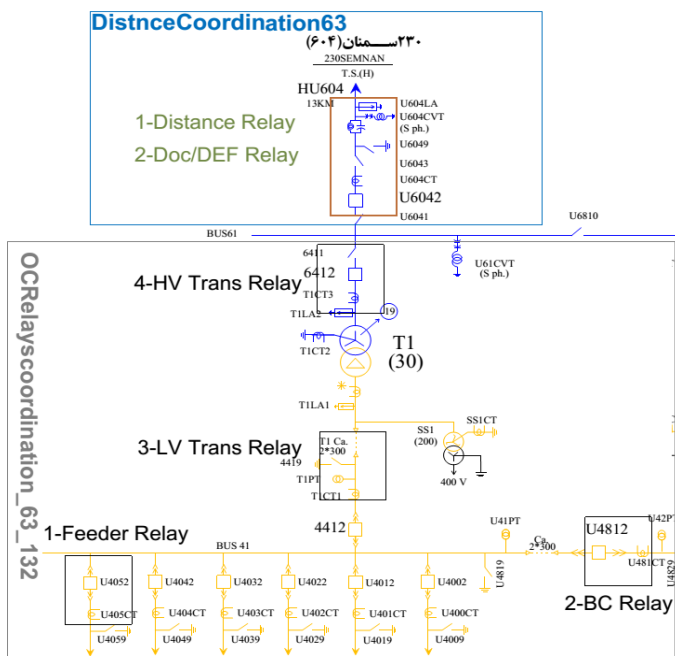 DistnceCoordination63
۲۳۰ســمنان(۶۰۴)
230SEMNAN
T.S.(H)
HU604
13KM
U604LA
U604CVT
(S ph.)
1-Distance Relay
2-Doc/DEF Relay
U6049
U6043
U604CT
U6042
U6041
U6810
BUS61
OCRelayscoordination_63_132
6411
6412
U61CVT
(S ph.)
4-HV Trans Relay
T1CT3
T1LA2
J19
T1
(30)
T1CT2
*
T1LA1
SS1CT
SS1
(200)
3-LV Trans Relay
T1 Ca.
2*300
4419
T1PT
400 V
T1CT1
4412
U41PT
U42PT
U4812
BUS 41
Ca.
2*300
U481CT
U4819
U4829
2-BC Relay
1-Feeder Relay
U4052
U4042
U4032
U4022
U4012
U4002
U405CT
U404CT
U403CT
U402CT
U401CT
U400CT
U4059
U4049
U4039
U4029
U4019
U4009